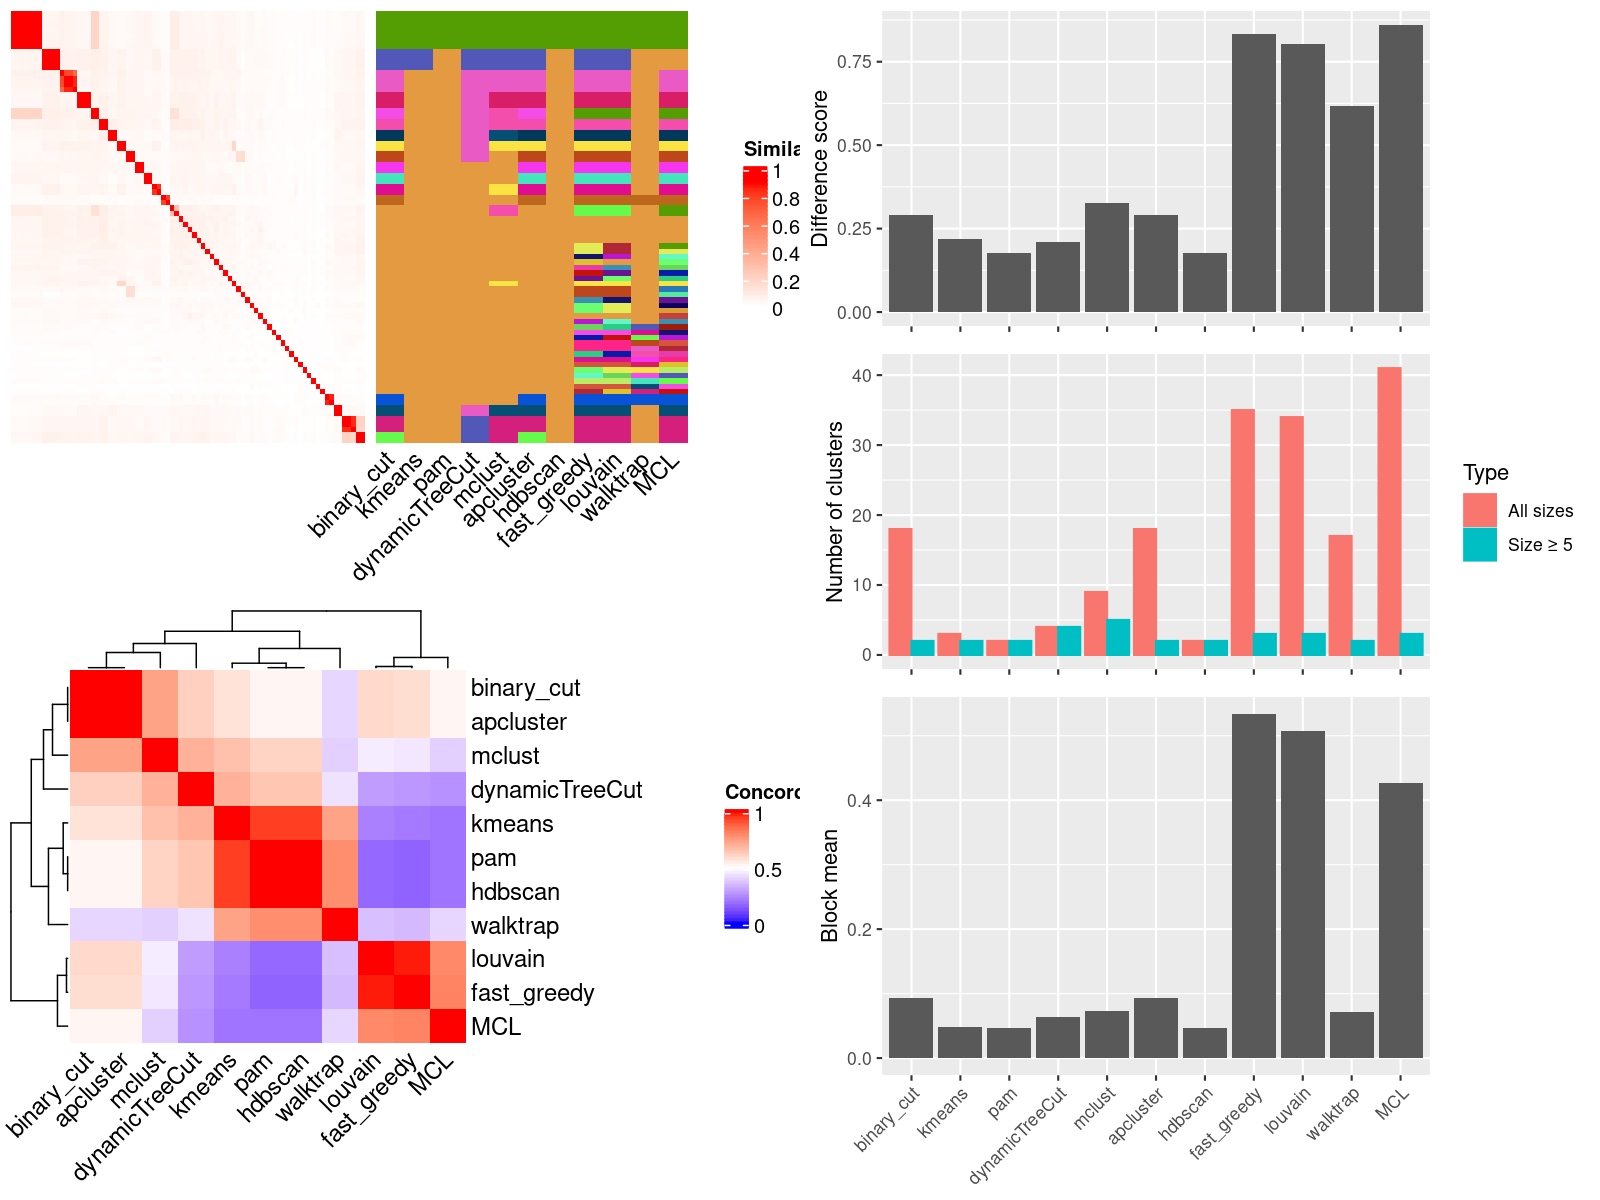 Simila
1
0.8
0.6
0.4
0.2
0
binary_cut
kmeans
pam
dynamicTreeCut
mclust
apcluster
hdbscan
fast_greedy
louvain
walktrap
MCL
binary_cut
apcluster
mclust
dynamicTreeCut
kmeans
pam
hdbscan
walktrap
louvain
fast_greedy
MCL
Concord
1
0.5
0
binary_cut
apcluster
mclust
dynamicTreeCut
kmeans
pam
hdbscan
walktrap
louvain
fast_greedy
MCL
Difference score
0.75
0.50
0.25
0.00
Number of clusters
40
30
20
10
0
Type
All sizes
Size ≥ 5
Block mean
0.4
0.2
0.0
binary_cut
kmeans
pam
dynamicTreeCut
mclust
apcluster
hdbscan
fast_greedy
louvain
walktrap
MCL